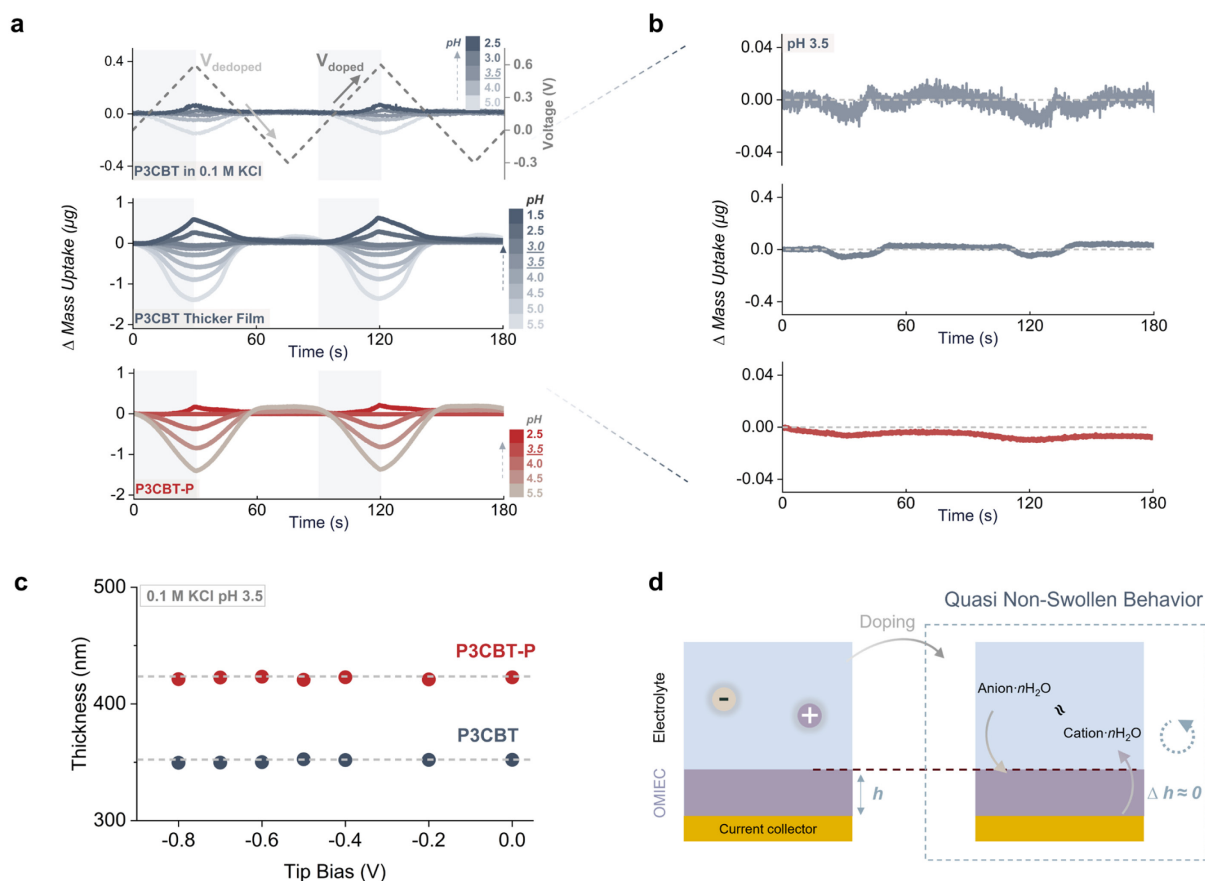 a
pH
2.5
3.0
3.5
4.0
5.0
V dedoped
V doped
0.4
0.0
-0.4
0.6
0.3
0.0
-0.3
Voltage (V)
P3CBT in 0.1 M KCl
Δ Mass Uptake (µg)
1
0
-1
-2
P3CBT Thicker Film
pH
1.5
2.5
3.0
3.5
4.0
4.5
5.0
5.5
0
60
120
180
Time (s)
1
0
-1
-2
P3CBT-P
pH
2.5
3.5
4.0
4.5
5.5
0
60
120
180
Time (s)
b
pH 3.5
0.04
0.00
-0.04
Δ Mass Uptake (µg)
0.4
0.0
-0.4
0
60
120
180
Time (s)
0.04
0.00
-0.04
0
60
120
180
Time (s)
c
0.1 M KCl pH 3.5
500
400
300
Thickness (nm)
P3CBT-P
P3CBT
-0.8
-0.6
-0.4
-0.2
0.0
Tip Bias (V)
d
Quasi Non-Swollen Behavior
Doping
Electrolyte
-
+
OMIEC
h
Current collector
Anion·nH2O
≈
Cation·nH2O
Δ h ≈ 0